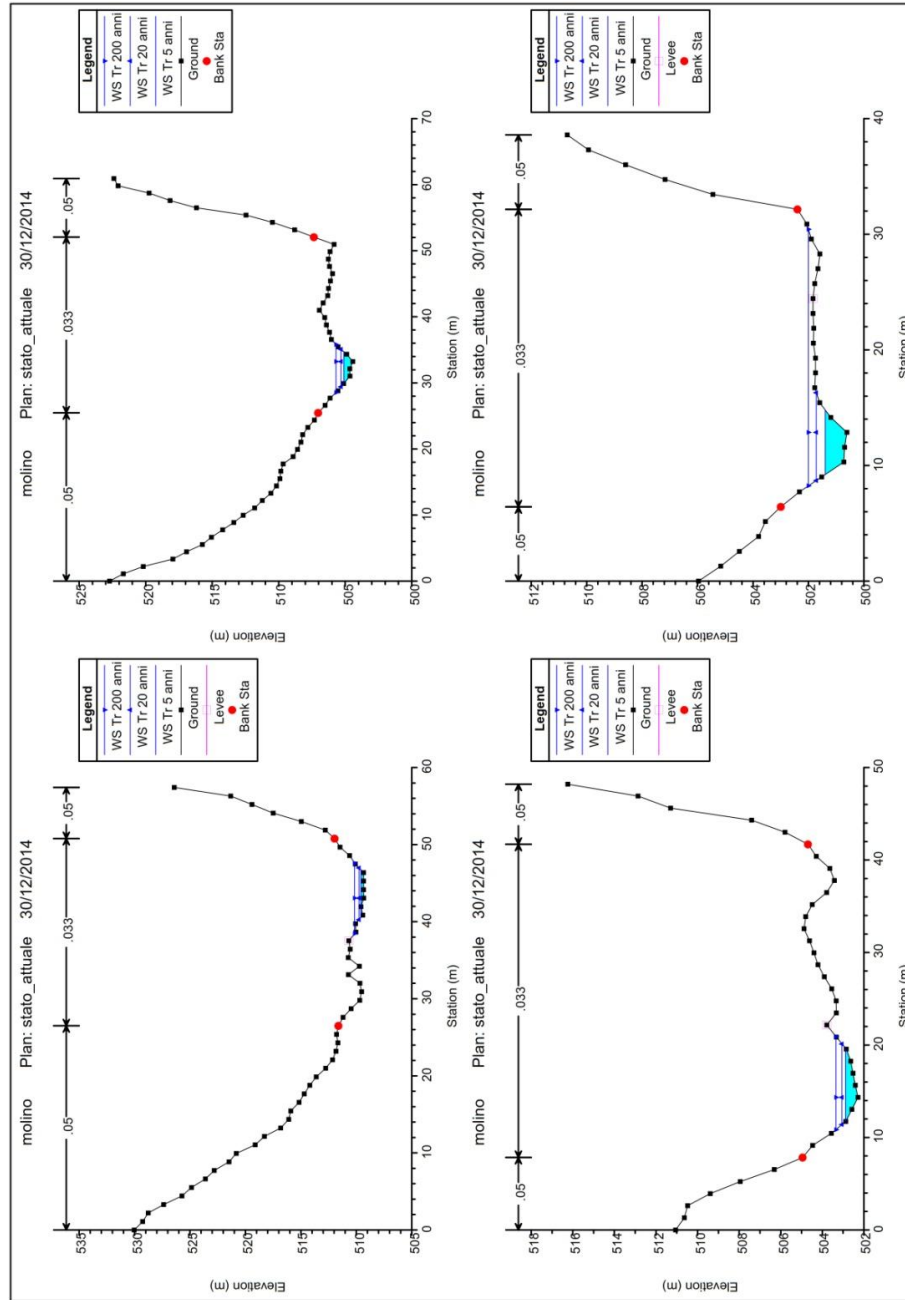 molino Plan: stato_attuale 30/12/2014
.05
.033
.05
Legend
WS Tr 200 anni
WS Tr 20 anni
WS Tr 5 anni
Ground
Levee
Bank Sta
535
530
525
520
515
510
505
Elevation (m)
0
10
20
30
40
50
60
Station (m)
molino Plan: stato_attuale 30/12/2014
.05
.033
.05
Legend
WS Tr 200 anni
WS Tr 20 anni
WS Tr 5 anni
Ground
Bank Sta
525
520
515
510
505
500
Elevation (m)
0
10
20
30
40
50
60
70
Station (m)
molino Plan: stato_attuale 30/12/2014
.05
.033
.05
Legend
WS Tr 200 anni
WS Tr 20 anni
WS Tr 5 anni
Ground
Levee
Bank Sta
518
516
514
512
510
508
506
504
502
Elevation (m)
0
10
20
30
40
50
Station (m)
molino Plan: stato_attuale 30/12/2014
.05
.033
.05
Legend
WS Tr 200 anni
WS Tr 20 anni
WS Tr 5 anni
Ground
Levee
Bank Sta
512
510
508
506
504
502
500
Elevation (m)
0
10
20
30
40
Station (m)